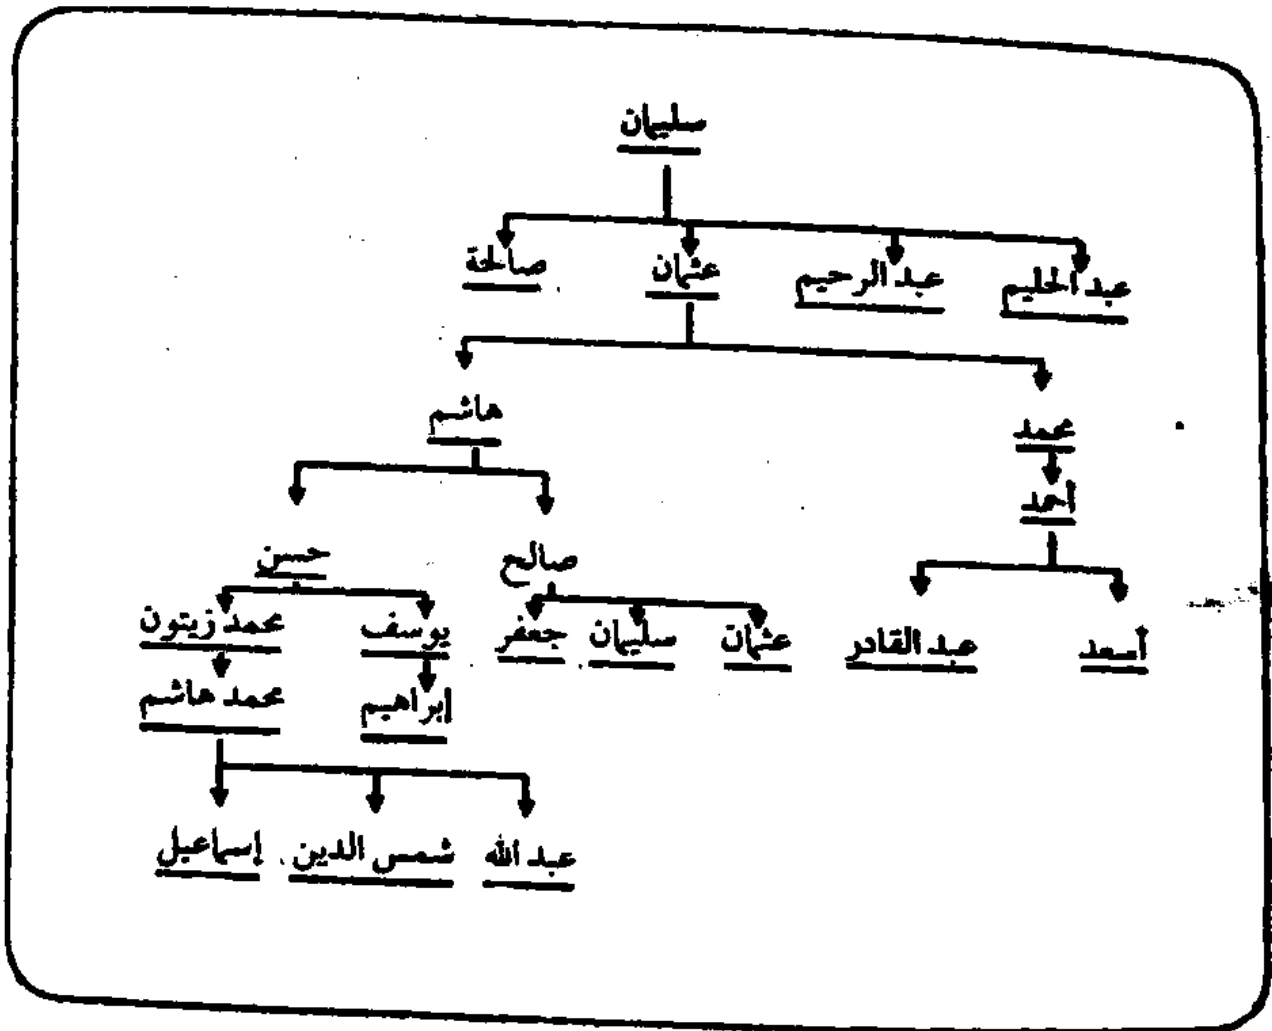 سليمان
عبد الحليم عبد الرحيم عثمان صالحة
محمد هاشم
أحمد
صالح حسن
أسعد عبد القادر عثمان سليمان جعفر يوسف محمد زيتون
إبراهيم محمد هاشم
عبد الله شمس الدين إسماعيل